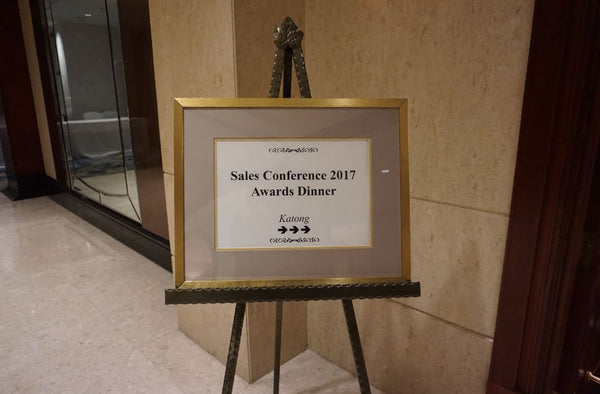 Sales Conference 2017
Awards Dinner
Katong
➔➔➔